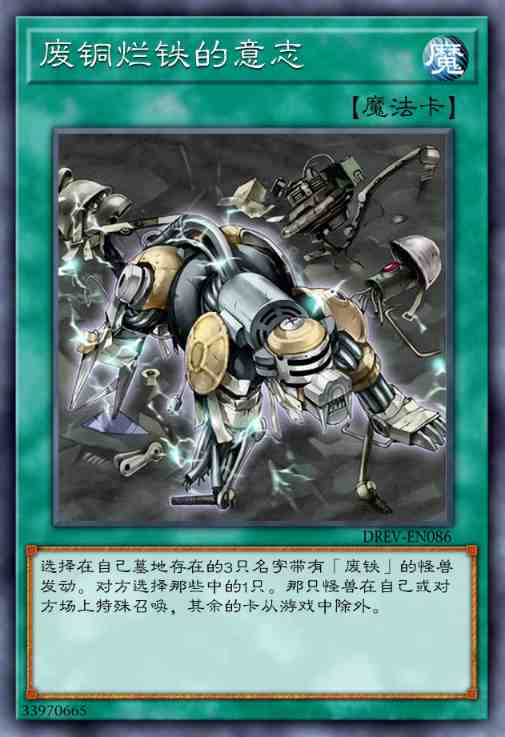 废铜烂铁的意志
魔
【魔法卡】
DREV-EN086
选择在自己墓地存在的3只名字带有「废铁」的怪兽
发动。对方选择那些中的1只。那只怪兽在自己或对
方场上特殊召唤，其余的卡从游戏中除外。
33970665